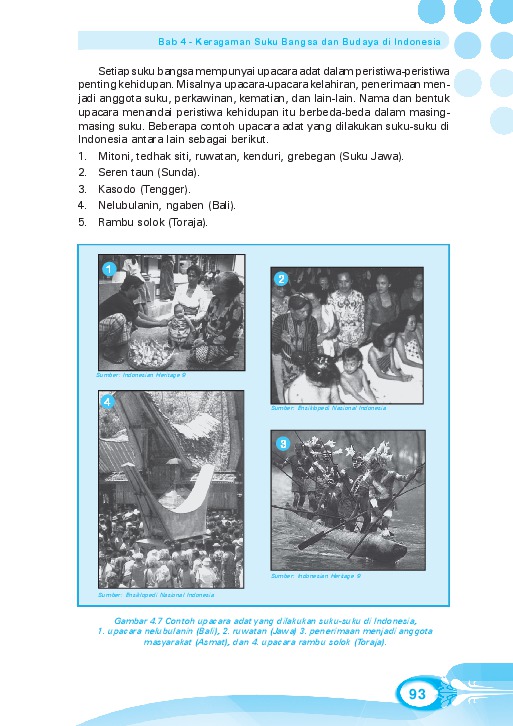 Bab 4 - Keragaman Suku Bangsa dan Budaya di Indonesia
Setiap suku bangsa mempunyai upacara adat dalam peristiwa-peristiwa
penting kehidupan. Misalnya upacara-upacara kelahiran, penerimaan men-
jadi anggota suku, perkawinan, kematian, dan lain-lain. Nama dan bentuk
upacara menandai peristiwa kehidupan itu berbeda-beda dalam masing-
masing suku. Beberapa contoh upacara adat yang dilakukan suku-suku di
Indonesia antara lain sebagai berikut.
1. Mitoni, tedhak siti, ruwatan, kenduri, grebegan (Suku Jawa).
2. Seren taun (Sunda).
3. Kasodo (Tengger).
4. Nelubulanin, ngaben (Bali).
5. Rambu solok (Toraja).
1
Sumber: Indonesian Heritage 9
2
Sumber: Ensiklopedi Nasional Indonesia
4
Sumber: Ensiklopedi Nasional Indonesia
3
Sumber: Indonesian Heritage 9
Gambar 4.7 Contoh upacara adat yang dilakukan suku-suku di Indonesia,
1. upacara nelubulanin (Bali), 2. ruwatan (Jawa) 3. penerimaan menjadi anggota
masyarakat (Asmat), dan 4. upacara rambu solok (Toraja).
93